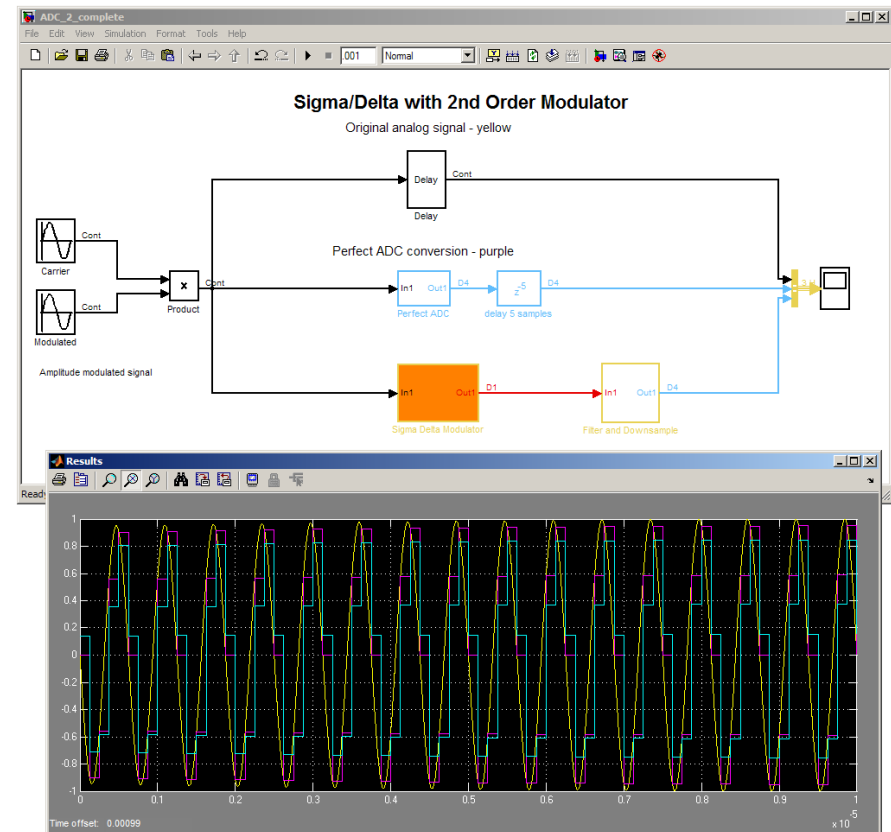 ADC_2_complete
File Edit View Simulation Format Tools Help
.001 Normal
Sigma/Delta with 2nd Order Modulator
Original analog signal - yellow
Delay Cont
Delay
Cont
Carrier
Perfect ADC conversion - purple
x Cont
Product
In1 Out1 D4
Perfect ADC
z-5 D4
delay 5 samples
3
Cont
Modulated
Amplitude modulated signal
In1 Out1 D1
Sigma Delta Modulator
In1 Out1 D4
Filter and Downsample
Results
1
0.8
0.6
0.4
0.2
0
-0.2
-0.4
-0.6
-0.8
-1
0 0.1 0.2 0.3 0.4 0.5 0.6 0.7 0.8 0.9 1
x 10-5
Time offset: 0.00099